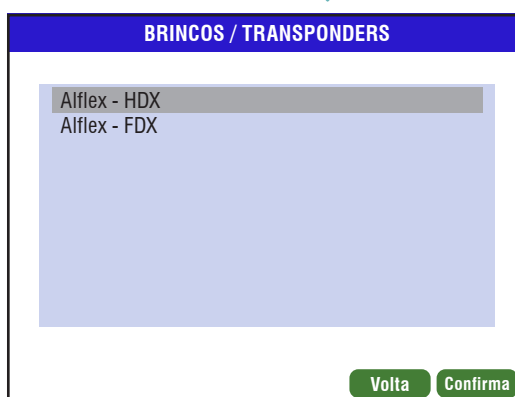 BRINCOS / TRANSPONDERS
Alflex - HDX
Alflex - FDX
Volta Confirma